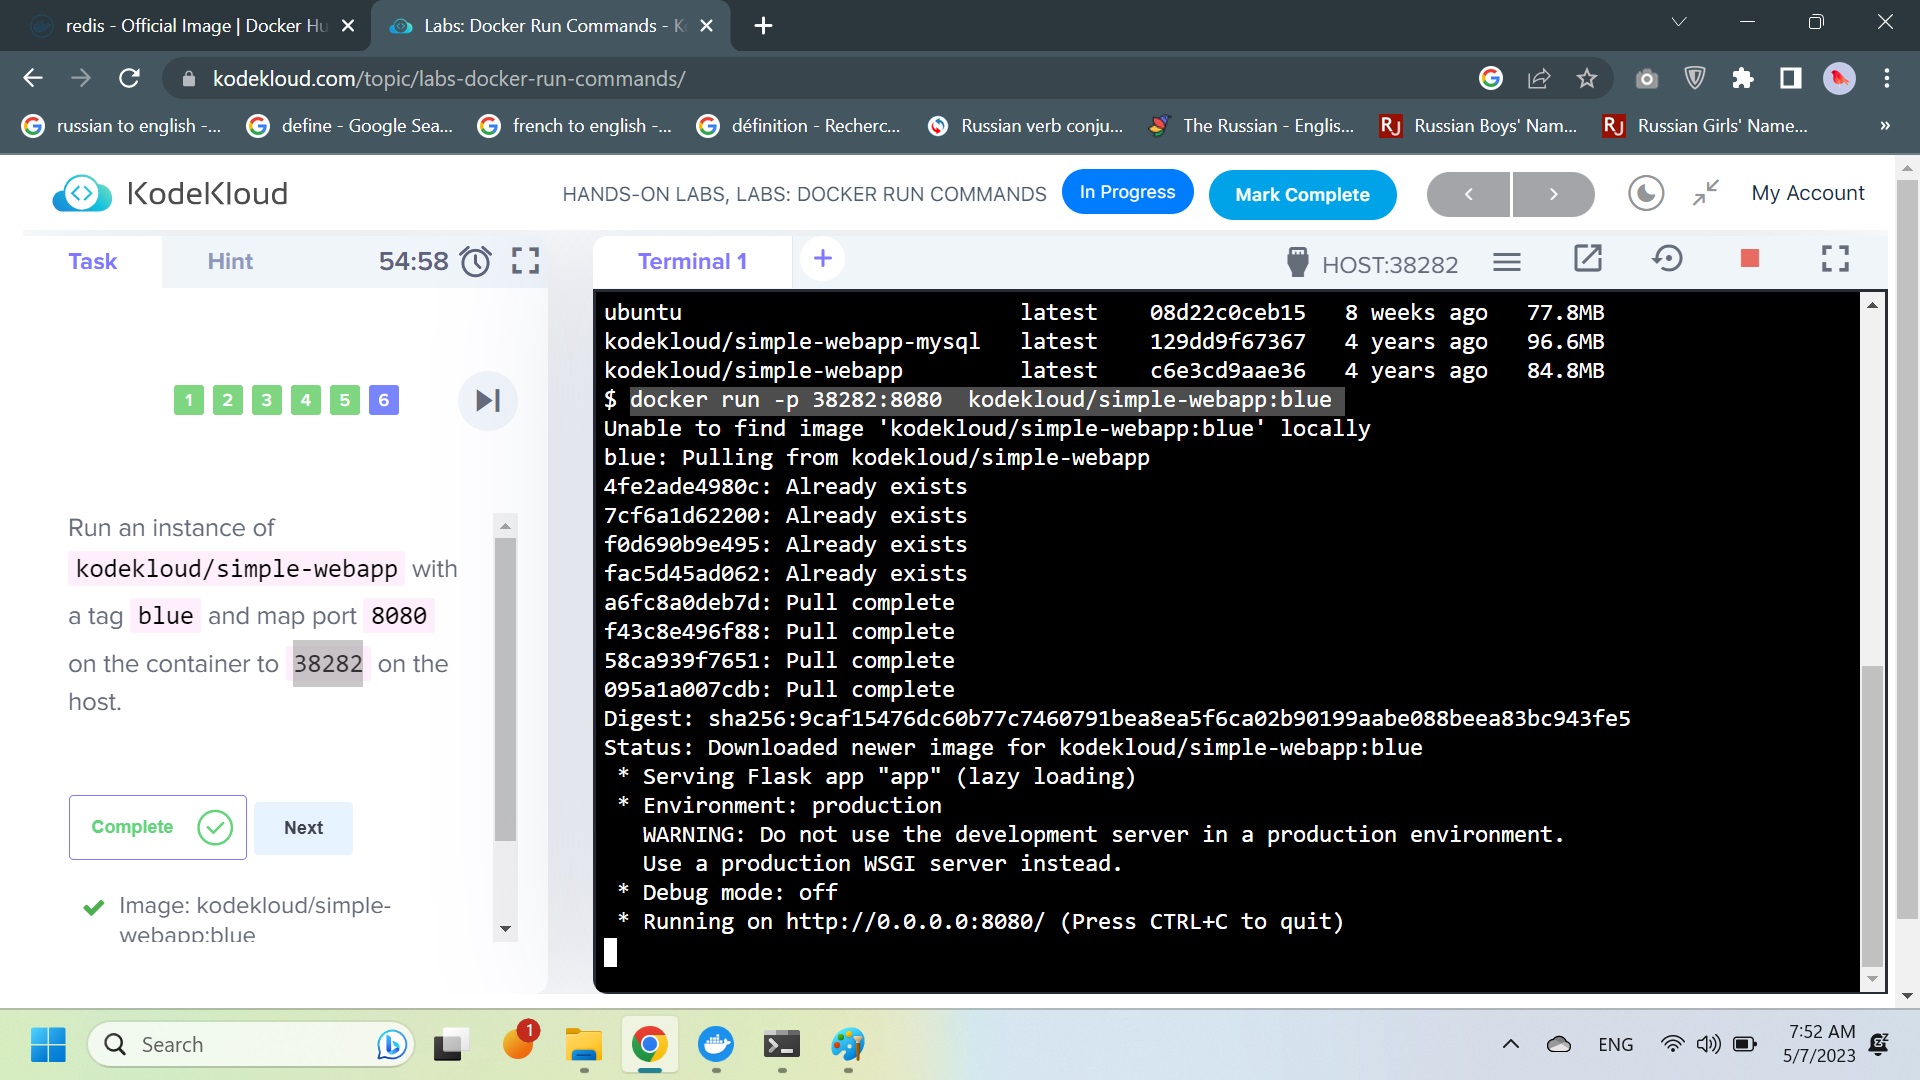 redis - Official Image | Docker Hu
Labs: Docker Run Commands - K
kodekloud.com/topic/labs-docker-run-commands/
russian to english -...
define - Google Sea...
french to english -...
définition - Recherc...
Russian verb conju...
The Russian - Englis...
RJ Russian Boys' Nam...
RJ Russian Girls' Name...
»
KodeKloud
HANDS-ON LABS, LABS: DOCKER RUN COMMANDS
In Progress
Mark Complete
My Account
Task
Hint
54:58
Terminal 1
HOST:38282
1 2 3 4 5 6
Run an instance of
kodekloud/simple-webapp with
a tag blue and map port 8080
on the container to 38282 on the
host.
Complete
Next
Image: kodekloud/simple-
webapp:blue
ubuntu latest 08d22c0ceb15 8 weeks ago 77.8MB
kodekloud/simple-webapp-mysql latest 129dd9f67367 4 years ago 96.6MB
kodekloud/simple-webapp latest c6e3cd9aae36 4 years ago 84.8MB
$ docker run -p 38282:8080  kodekloud/simple-webapp:blue
Unable to find image 'kodekloud/simple-webapp:blue' locally
blue: Pulling from kodekloud/simple-webapp
4fe2ade4980c: Already exists
7cf6a1d62200: Already exists
f0d690b9e495: Already exists
fac5d45ad062: Already exists
a6fc8a0deb7d: Pull complete
f43c8e496f88: Pull complete
58ca939f7651: Pull complete
095a1a007cdb: Pull complete
Digest: sha256:9caf15476dc60b77c7460791bea8ea5f6ca02b90199aabe088beea83bc943fe5
Status: Downloaded newer image for kodekloud/simple-webapp:blue
 * Serving Flask app "app" (lazy loading)
 * Environment: production
   WARNING: Do not use the development server in a production environment.
   Use a production WSGI server instead.
 * Debug mode: off
 * Running on http://0.0.0.0:8080/ (Press CTRL+C to quit)
Search
1
ENG
7:52 AM
5/7/2023